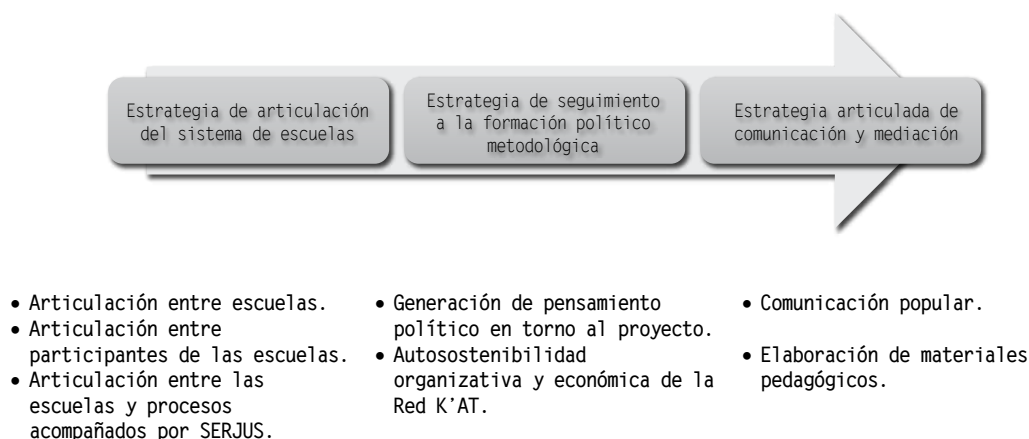 Estrategia de articulación
del sistema de escuelas
Estrategia de seguimiento
a la formación político
metodológica
Estrategia articulada de
comunicación y mediación
• Articulación entre escuelas.
• Articulación entre
participantes de las escuelas.
• Articulación entre las
escuelas y procesos
acompañados por SERJUS.
• Generación de pensamiento
político en torno al proyecto.
• Autosostenibilidad
organizativa y económica de la
Red K'AT.
• Comunicación popular.
• Elaboración de materiales
pedagógicos.